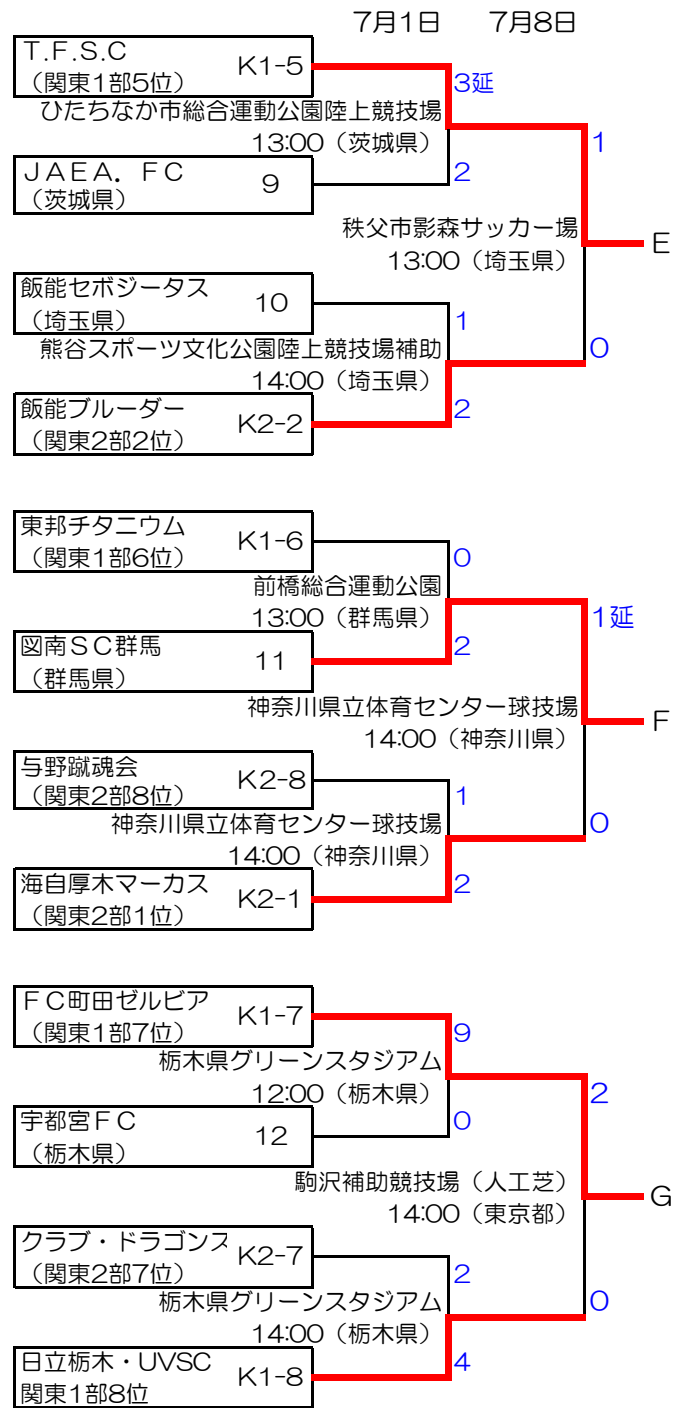 7月1日 7月8日
T.F.S.C
(関東1部5位)
K1-5
3延
ひたちなか市総合運動公園陸上競技場
13:00(茨城県)
1
JAEA.FC
(茨城県)
9
2
秩父市影森サッカー場
13:00(埼玉県)
E
飯能セボジータス
(埼玉県)
10
1
熊谷スポーツ文化公園陸上競技場補助
14:00(埼玉県)
0
飯能ブルーダー
(関東2部2位)
K2-2
2
東邦チタニウム
(関東1部6位)
K1-6
0
前橋総合運動公園
13:00(群馬県)
1延
図南SC群馬
(群馬県)
11
2
神奈川県立体育センター球技場
14:00(神奈川県)
F
与野蹴魂会
(関東2部8位)
K2-8
1
神奈川県立体育センター球技場
14:00(神奈川県)
0
海自厚木マーカス
(関東2部1位)
K2-1
2
FC町田ゼルビア
(関東1部7位)
K1-7
9
栃木県グリーンスタジアム
12:00(栃木県)
2
宇都宮FC
(栃木県)
12
0
駒沢補助競技場(人工芝)
14:00(東京都)
G
クラブ・ドラゴンズ
(関東2部7位)
K2-7
2
栃木県グリーンスタジアム
14:00(栃木県)
0
日立栃木・UVSC
関東1部8位
K1-8
4